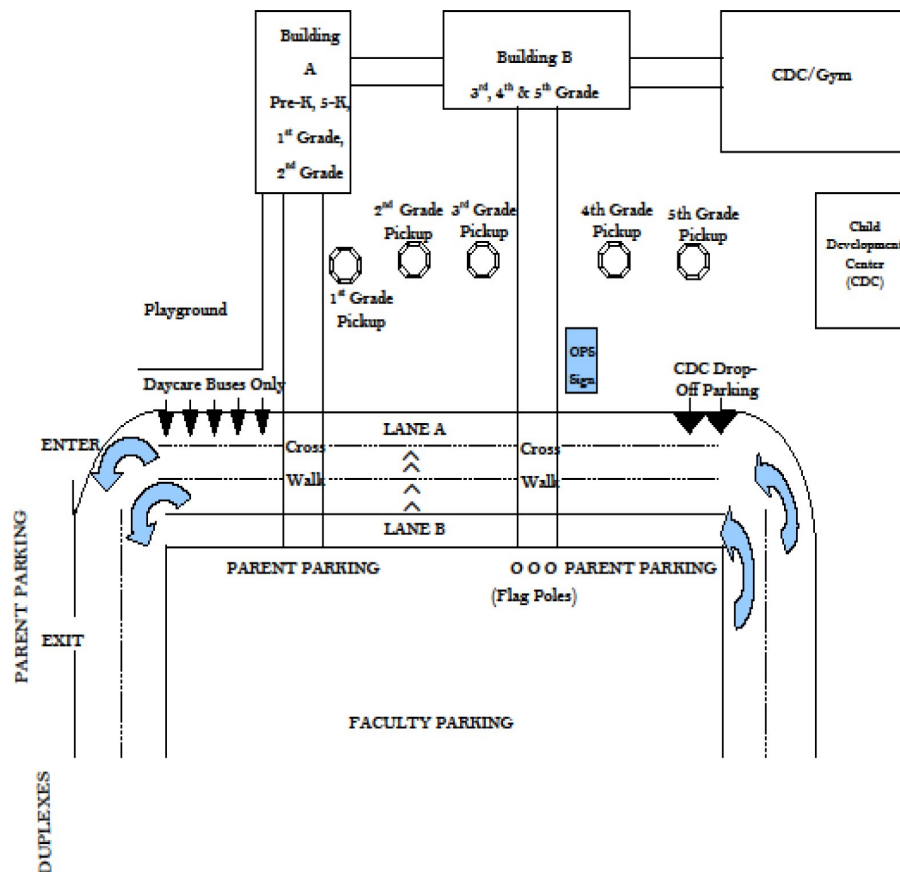 Building
A
Pre-K, 5-K,
1st Grade,
2nd Grade
Building B
3rd, 4th & 5th Grade
CDC/Gym
2nd Grade
Pickup
3rd Grade
Pickup
4th Grade
Pickup
5th Grade
Pickup
Child
Development
Center
(CDC)
1st Grade
Pickup
Playground
OPS
Sign
Daycare Buses Only
CDC Drop-
Off Parking
ENTER
LANE A
Cross
Walk
Cross
Walk
LANE B
PARENT PARKING
O O O PARENT PARKING
(Flag Poles)
PARENT PARKING
EXIT
FACULTY PARKING
DUPLEXES